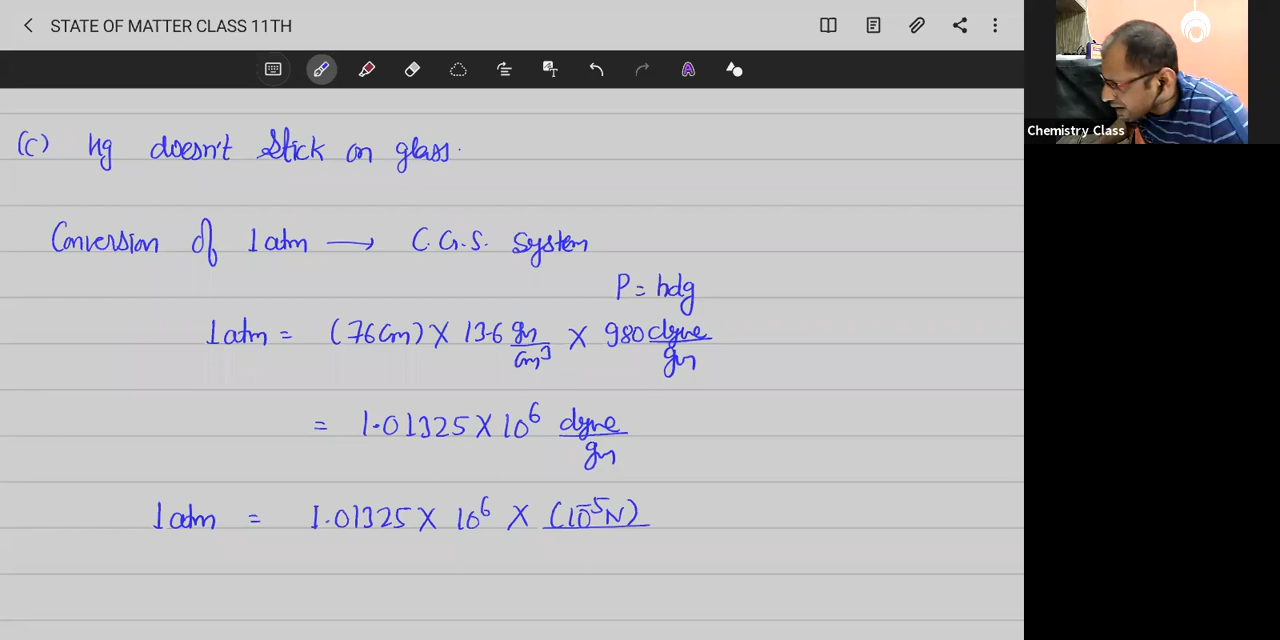 STATE OF MATTER CLASS 11TH
Chemistry Class
(C) Hg doesn't Stick on glass.
Conversion of 1 atm → C.G.S. System
P = hdg
1 atm = (76 Cm) X 13.6 gm/cm³ X 980 dyne/gm
= 1.01325 X 10⁶ dyne/gm
1 atm = 1.01325 X 10⁶ X (10⁻⁵N)